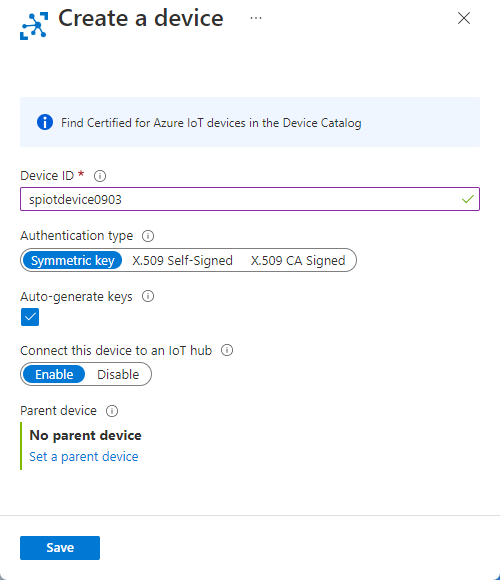 Create a device ...
Find Certified for Azure IoT devices in the Device Catalog
Device ID *
spiotdevice0903
Authentication type
Symmetric key X.509 Self-Signed X.509 CA Signed
Auto-generate keys
Connect this device to an IoT hub
Enable Disable
Parent device
No parent device
Set a parent device
Save